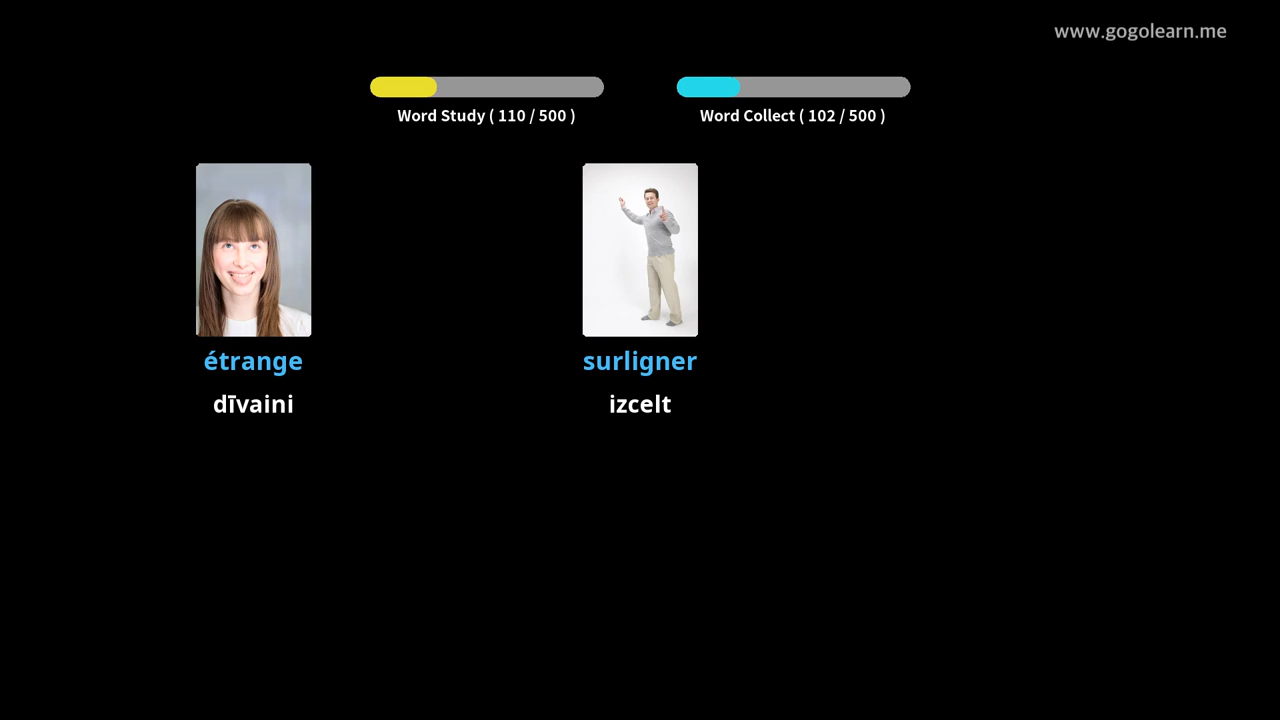 www.gogolearn.me
Word Study ( 110 / 500 )
Word Collect ( 102 / 500 )
étrange
dīvaini
surligner
izcelt